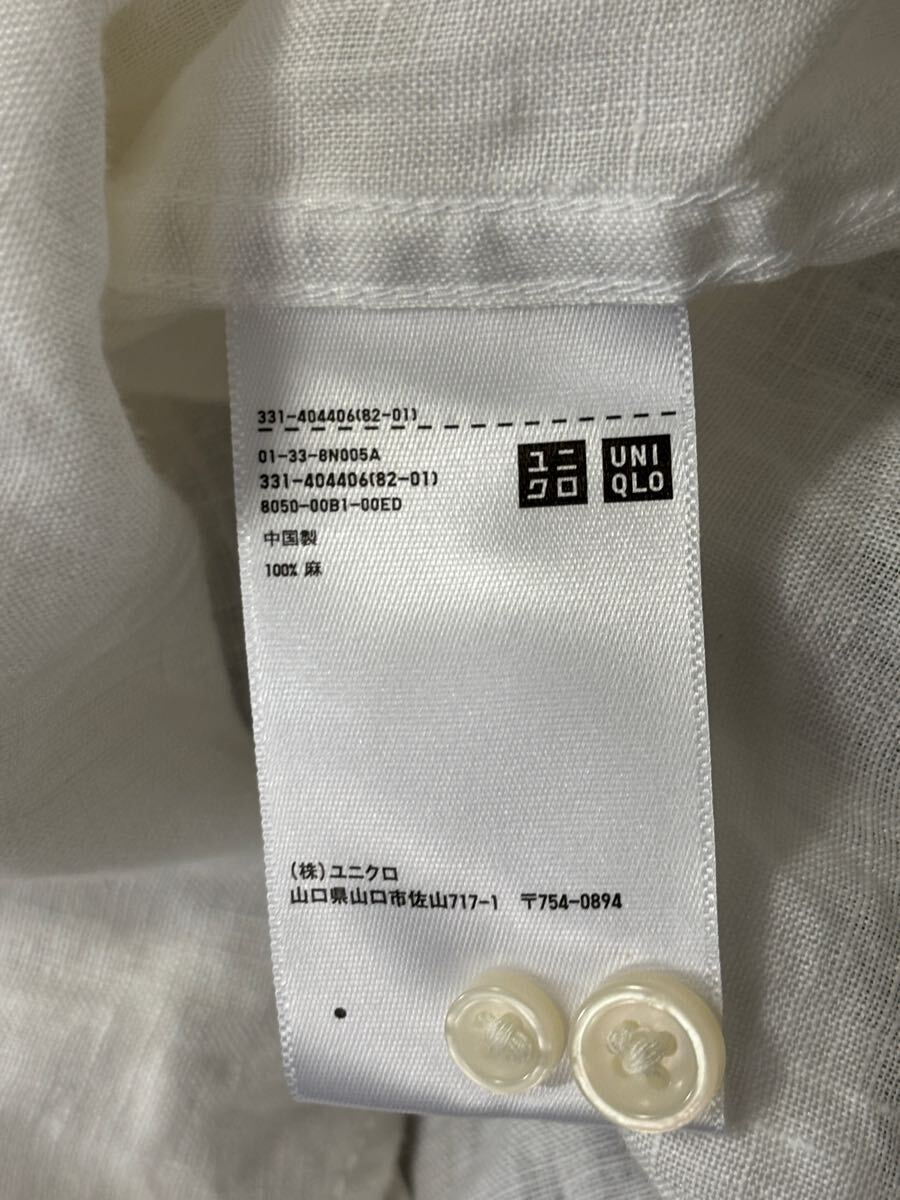 331-404406(82-01)
01-33-8N005A
331-404406(82-01)
8050-00B1-00ED
ユニ
クロ
UNI
QLO
中国製
100% 麻
(株)ユニクロ
山口県山口市佐山717-1 〒754-0894